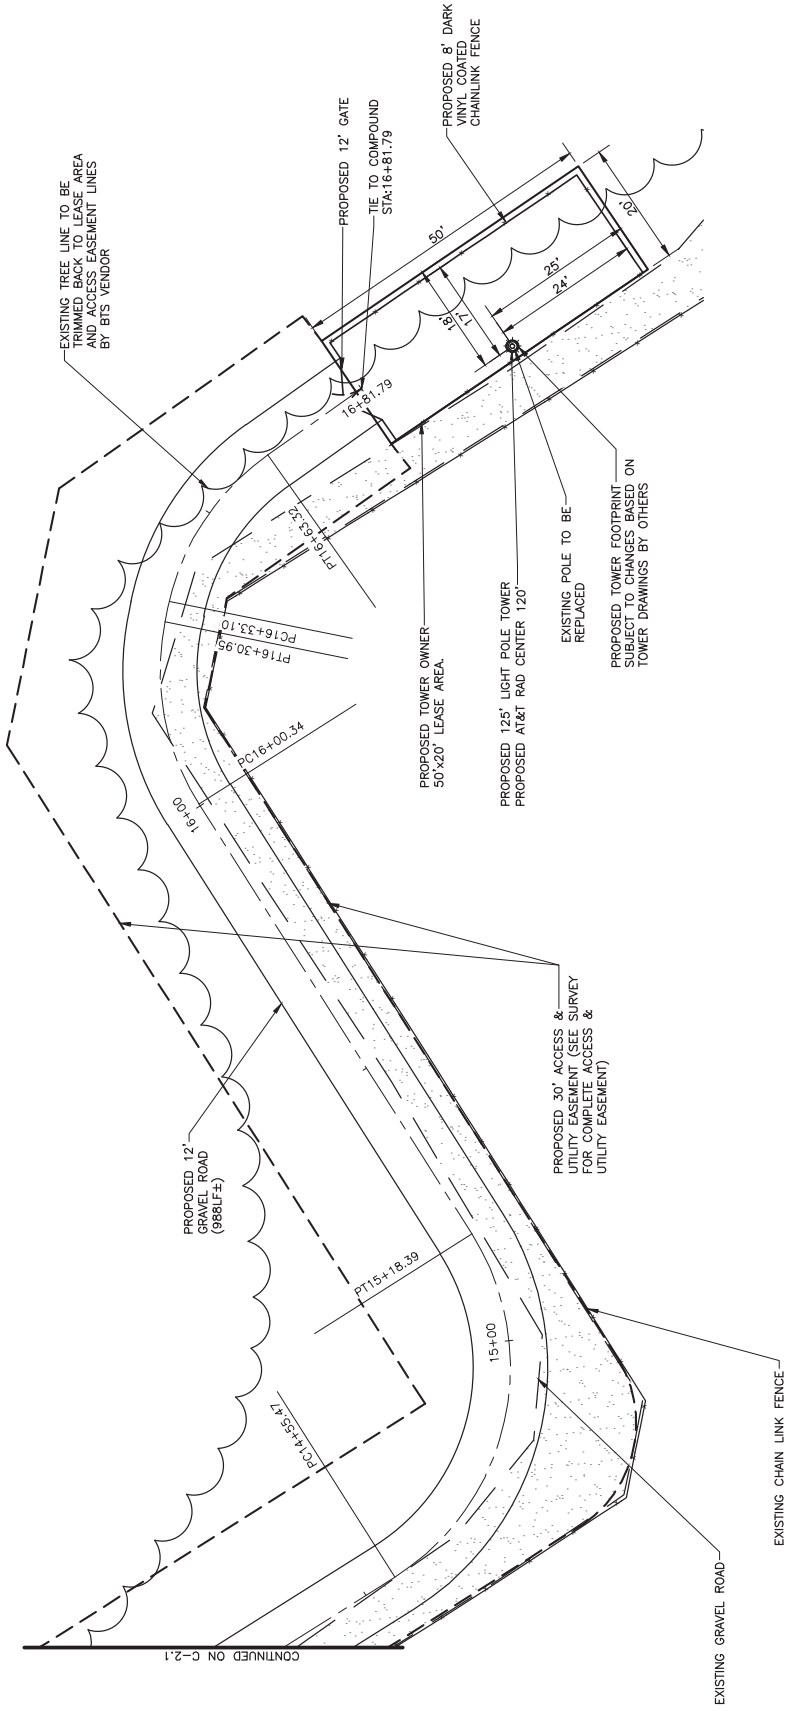 EXISTING TREE LINE TO BE
TRIMMED BACK TO LEASE AREA
AND ACCESS EASEMENT LINES
BY BTS VENDOR
PROPOSED 12' GATE
TIE TO COMPOUND
STA:16+81.79
PROPOSED 8' DARK
VINYL COATED
CHAINLINK FENCE
50'
20'
25'
24'
18'
17'
16+81.79
PT16+63.32
PC16+33.10
PT16+30.95
PC16+00.34
16+00
PROPOSED TOWER OWNER
50'x20' LEASE AREA.
PROPOSED 125' LIGHT POLE TOWER
PROPOSED AT&T RAD CENTER 120'
EXISTING POLE TO BE
REPLACED
PROPOSED TOWER FOOTPRINT
SUBJECT TO CHANGES BASED ON
TOWER DRAWINGS BY OTHERS
PROPOSED 12'
GRAVEL ROAD
(988LF±)
PROPOSED 30' ACCESS &
UTILITY EASEMENT (SEE SURVEY
FOR COMPLETE ACCESS &
UTILITY EASEMENT)
PT15+18.39
15+00
PC14+55.47
CONTINUED ON C-2.1
EXISTING GRAVEL ROAD
EXISTING CHAIN LINK FENCE